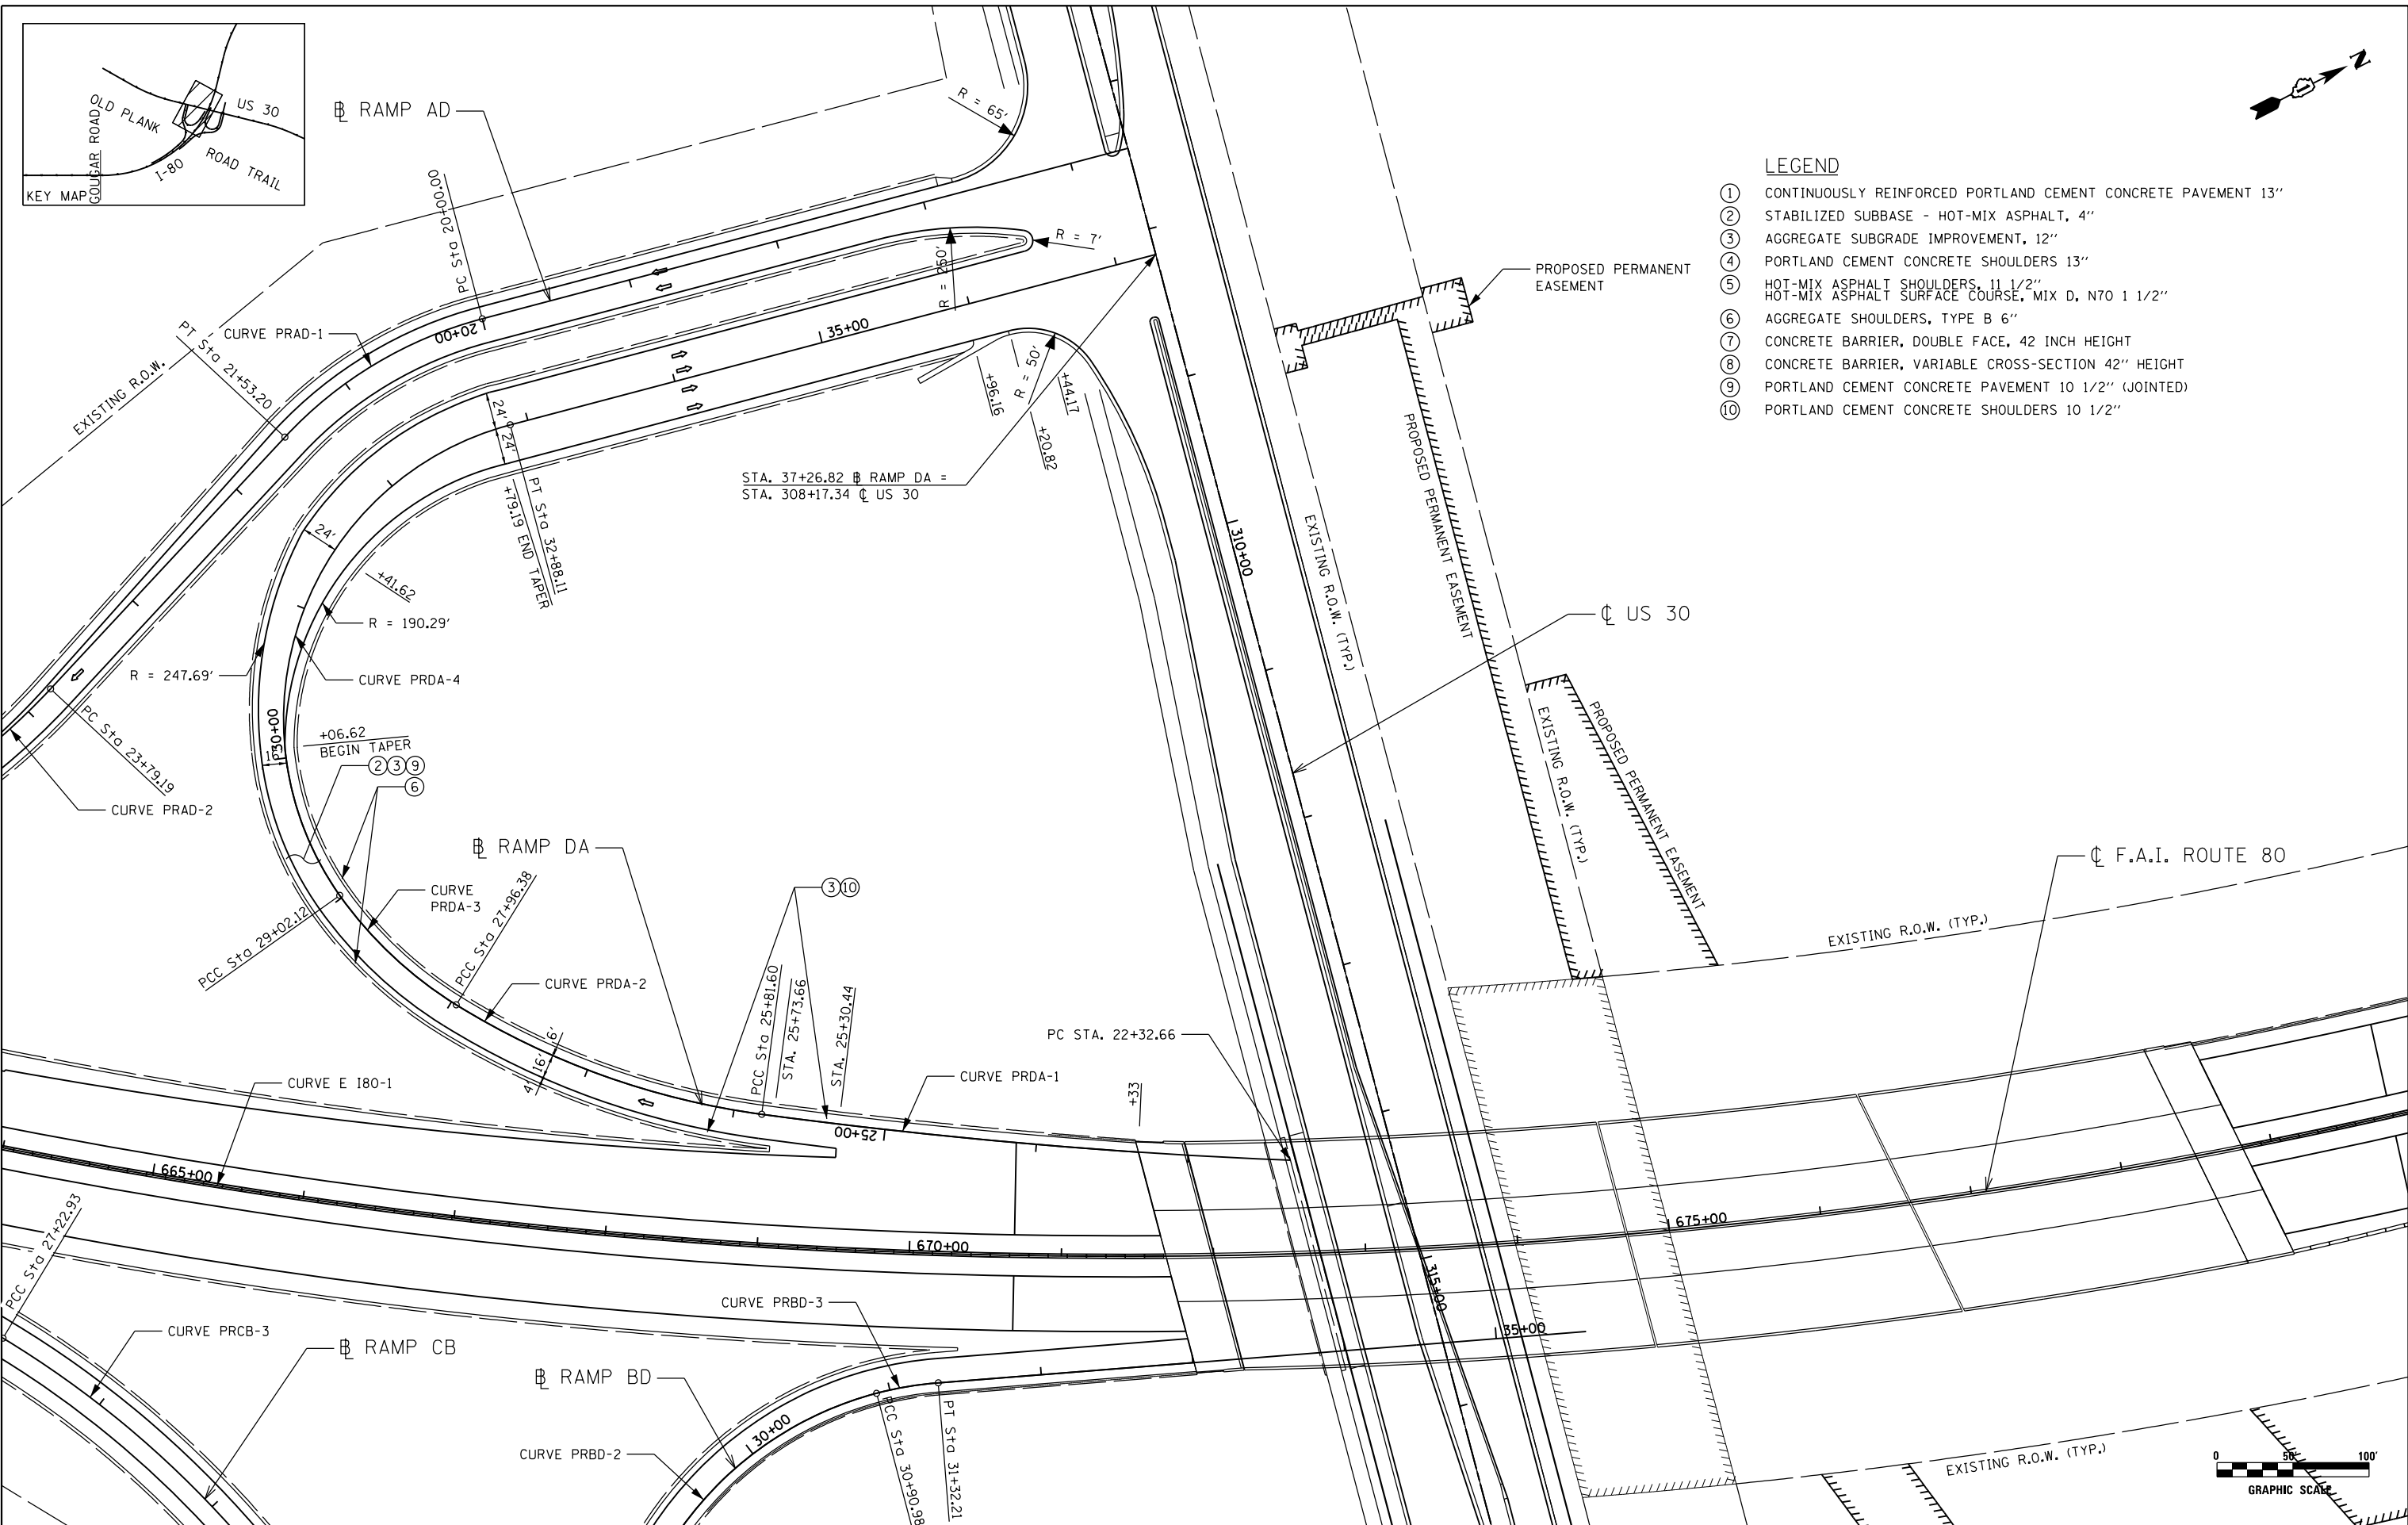 OLD PLANK
US 30
GOUGAR ROAD
ROAD TRAIL
I-80
KEY MAP
N
LEGEND
1 CONTINUOUSLY REINFORCED PORTLAND CEMENT CONCRETE PAVEMENT 13"
2 STABILIZED SUBBASE - HOT-MIX ASPHALT, 4"
3 AGGREGATE SUBGRADE IMPROVEMENT, 12"
4 PORTLAND CEMENT CONCRETE SHOULDERS 13"
5 HOT-MIX ASPHALT SHOULDERS, 11 1/2"
HOT-MIX ASPHALT SURFACE COURSE, MIX D, N70 1 1/2"
6 AGGREGATE SHOULDERS, TYPE B 6"
7 CONCRETE BARRIER, DOUBLE FACE, 42 INCH HEIGHT
8 CONCRETE BARRIER, VARIABLE CROSS-SECTION 42" HEIGHT
9 PORTLAND CEMENT CONCRETE PAVEMENT 10 1/2" (JOINTED)
10 PORTLAND CEMENT CONCRETE SHOULDERS 10 1/2"
℄ RAMP AD
R = 65'
PC Sta 20+00.00
R = 7'
R = 260'
PROPOSED PERMANENT
EASEMENT
PT Sta 21+53.20
CURVE PRAD-1
20+00
35+00
EXISTING R.O.W.
R = 50'
+96.16
+44.17
+20.82
24'
24'
PT Sta 32+88.11
+79.19 END TAPER
STA. 37+26.82 ℄ RAMP DA =
STA. 308+17.34 ℄ US 30
PROPOSED PERMANENT EASEMENT
310+00
EXISTING R.O.W. (TYP.)
24'
+41.62
R = 190.29'
℄ US 30
R = 247.69'
CURVE PRDA-4
PC Sta 23+79.19
CURVE PRAD-2
30+00
+06.62
BEGIN TAPER
2 3 9
6
EXISTING R.O.W. (TYP.)
PROPOSED PERMANENT EASEMENT
℄ RAMP DA
℄ F.A.I. ROUTE 80
CURVE
PRDA-3
PCC Sta 27+96.38
3 10
PCC Sta 29+02.12
EXISTING R.O.W. (TYP.)
CURVE PRDA-2
PCC Sta 25+81.60
STA. 25+73.66
STA. 25+30.44
PC STA. 22+32.66
6'
16'
4'
CURVE E I80-1
CURVE PRDA-1
+33
25+00
665+00
670+00
675+00
PCC Sta 27+22.93
315+00
CURVE PRBD-3
35+00
CURVE PRCB-3
℄ RAMP CB
℄ RAMP BD
30+00
CURVE PRBD-2
PCC Sta 30+90.98
PT Sta 31+32.21
EXISTING R.O.W. (TYP.)
0 50 100'
GRAPHIC SCALE